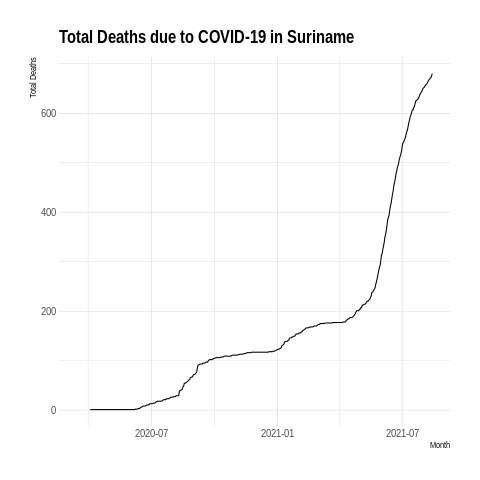 Total Deaths due to COVID-19 in Suriname
Total Deaths
600
400
200
0
2020-07
2021-01
2021-07
Month